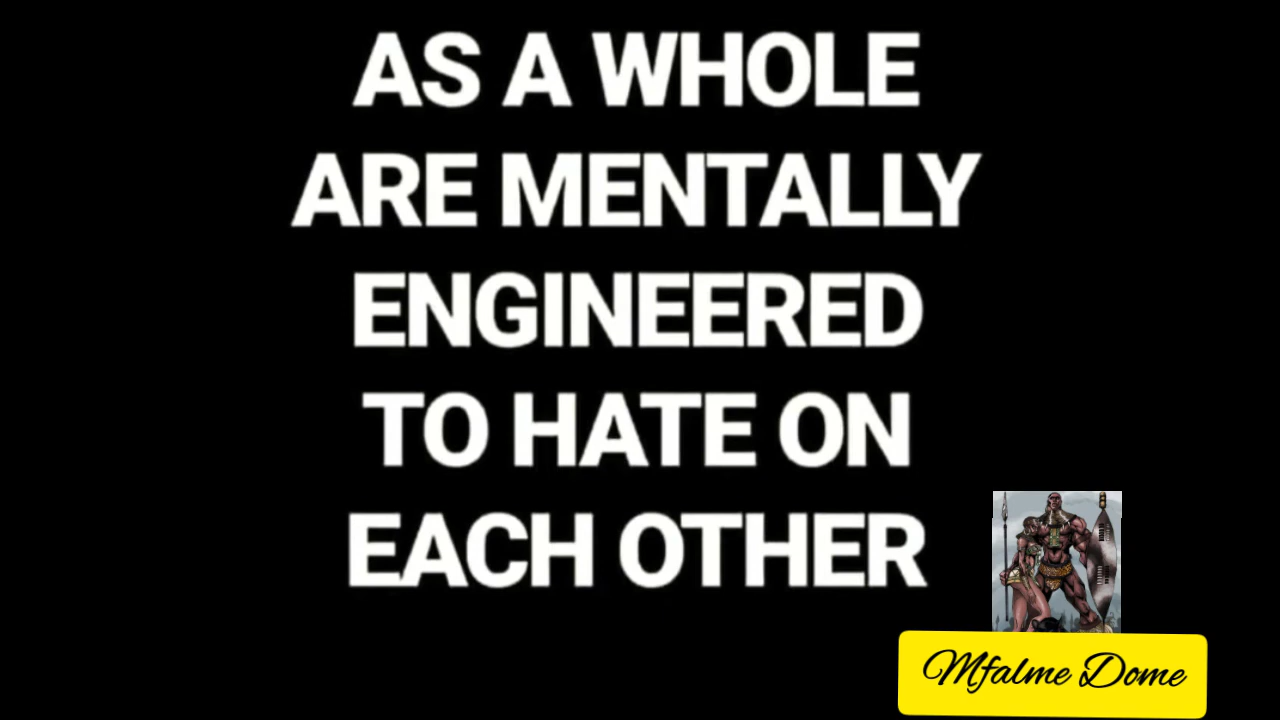 AS A WHOLE
ARE MENTALLY
ENGINEERED
TO HATE ON
EACH OTHER
Mfalme Dome